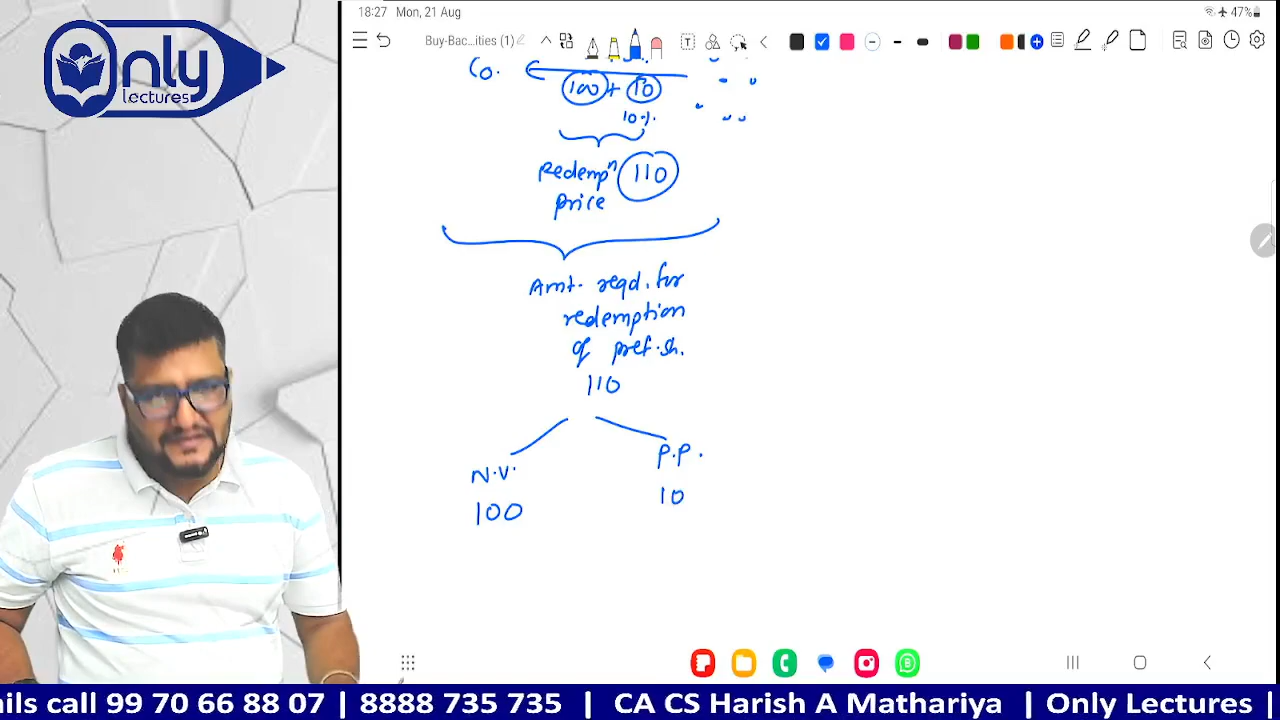 18:27 Mon, 21 Aug
47%
Only
lectures
Buy-Bac...ities (1)
Co.
100 + 10
10%
Redempⁿ 110
price
Amt. reqd. for
redemption
of pref. sh.
110
N.V.
100
P.P.
10
ails call 99 70 66 88 07 | 8888 735 735 | CA CS Harish A Mathariya | Only Lectures |